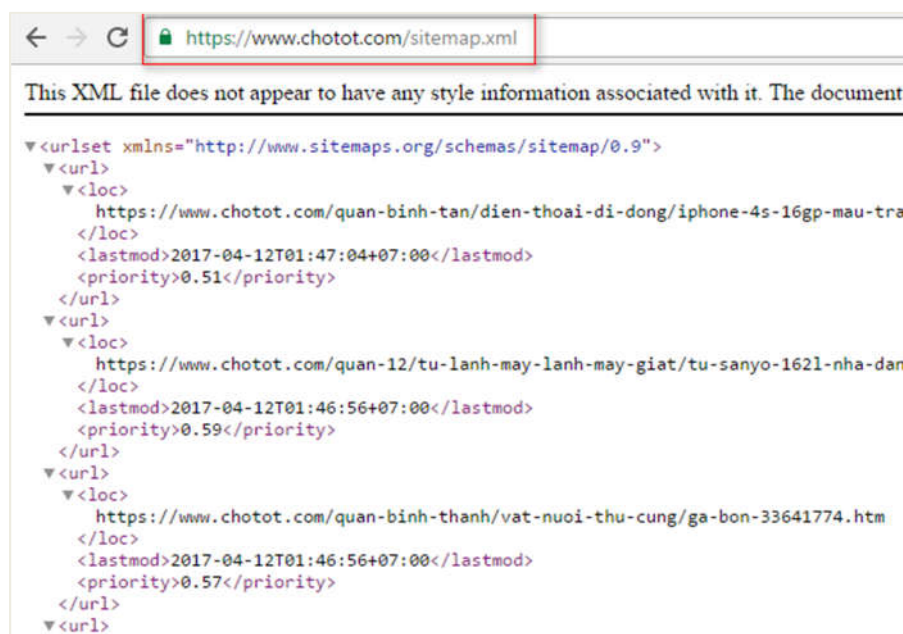 https://www.chotot.com/sitemap.xml
This XML file does not appear to have any style information associated with it. The document
▼<urlset xmlns="http://www.sitemaps.org/schemas/sitemap/0.9">
▼<url>
▼<loc>
https://www.chotot.com/quan-binh-tan/dien-thoai-di-dong/iphone-4s-16gp-mau-tra
</loc>
<lastmod>2017-04-12T01:47:04+07:00</lastmod>
<priority>0.51</priority>
</url>
▼<url>
▼<loc>
https://www.chotot.com/quan-12/tu-lanh-may-lanh-may-giat/tu-sanyo-162l-nha-dan
</loc>
<lastmod>2017-04-12T01:46:56+07:00</lastmod>
<priority>0.59</priority>
</url>
▼<url>
▼<loc>
https://www.chotot.com/quan-binh-thanh/vat-nuoi-thu-cung/ga-bon-33641774.htm
</loc>
<lastmod>2017-04-12T01:46:56+07:00</lastmod>
<priority>0.57</priority>
</url>
▼<url>